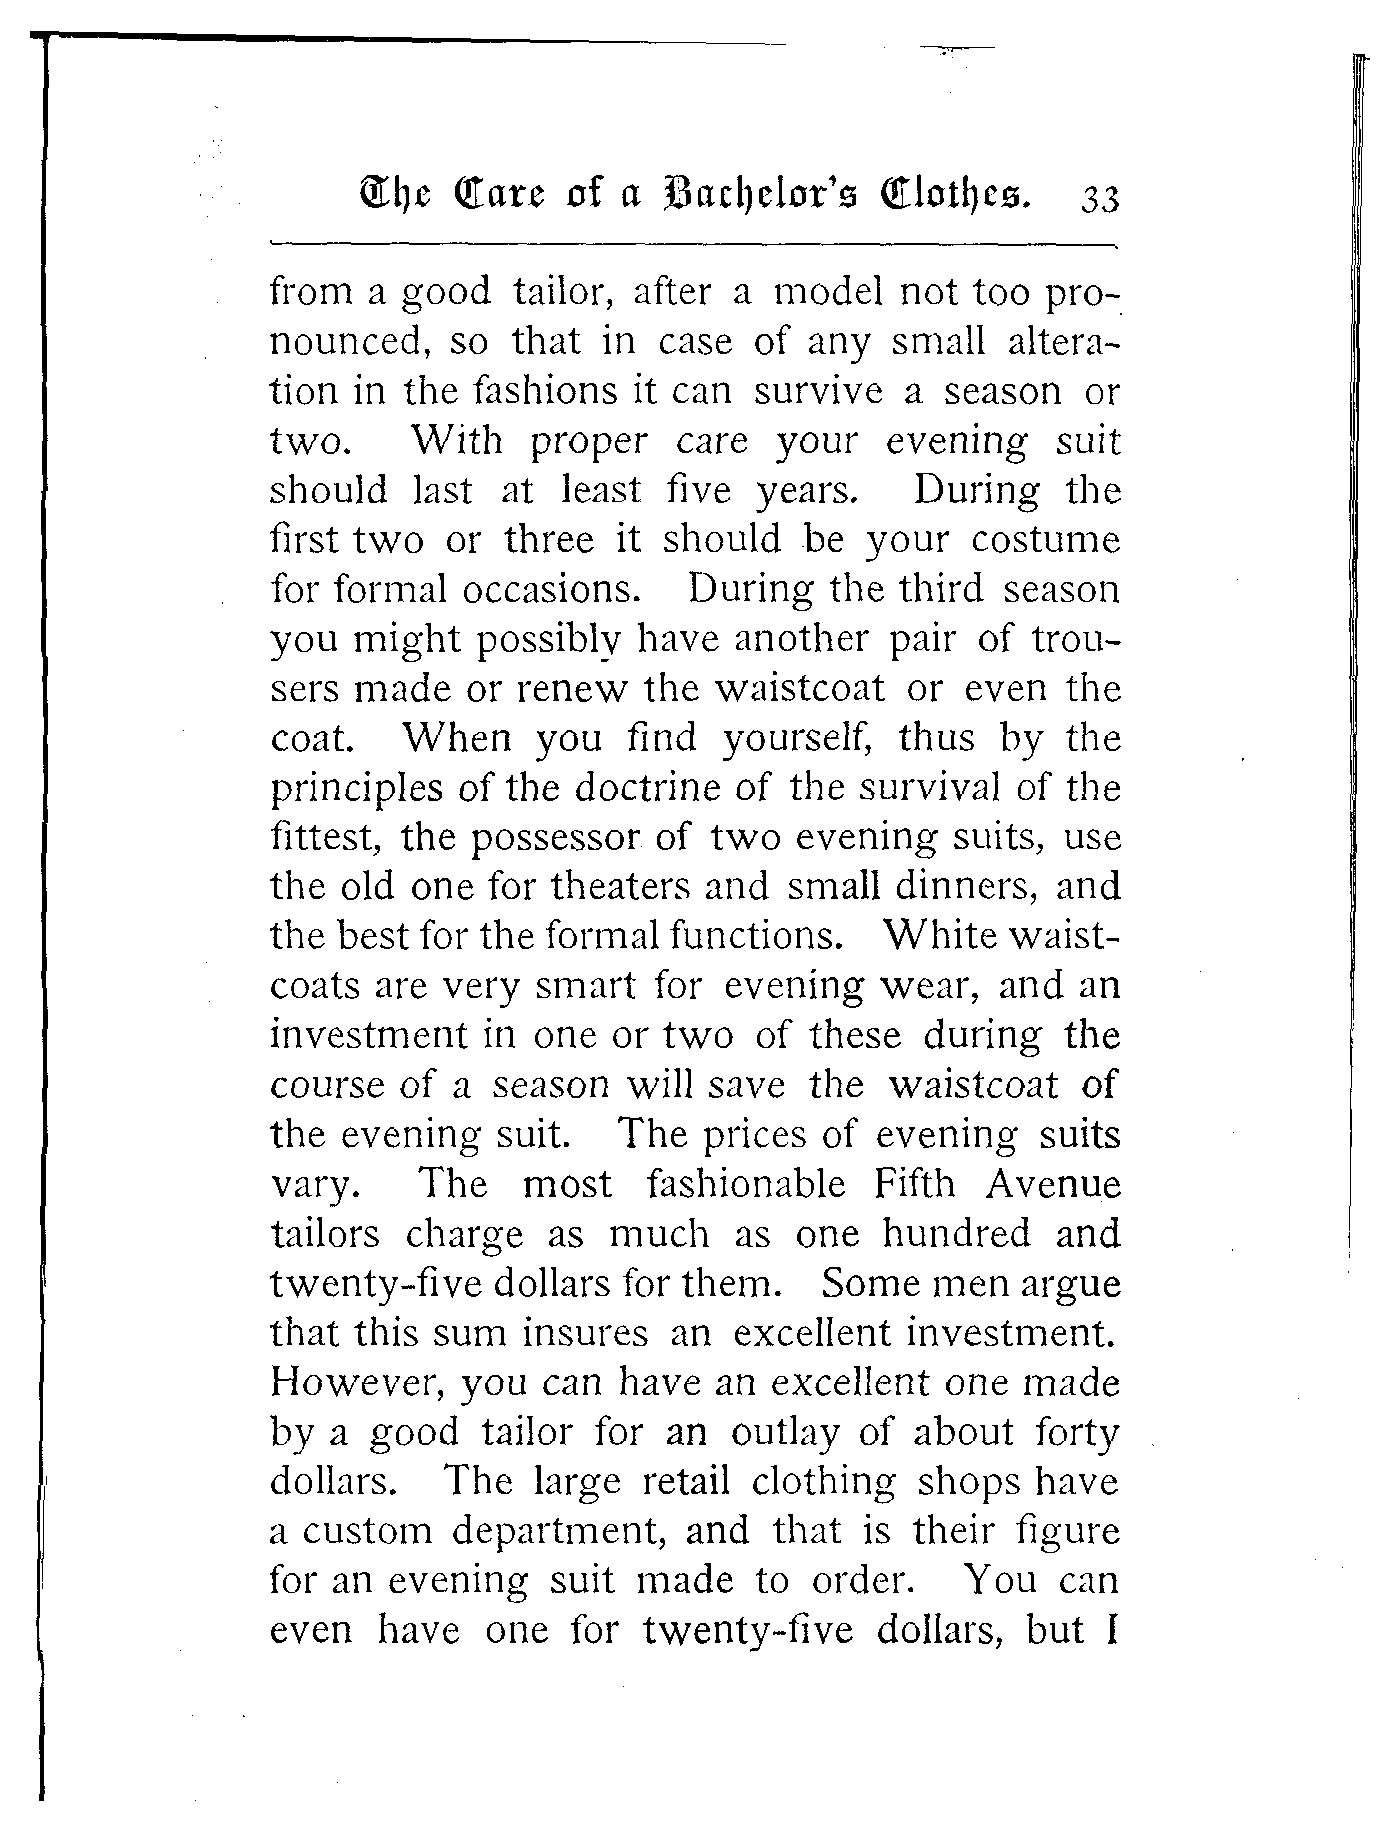 The Care of a Bachelor's Clothes. 33
from a good tailor, after a model not too pro-
nounced, so that in case of any small altera-
tion in the fashions it can survive a season or
two. With proper care your evening suit
should last at least five years. During the
first two or three it should be your costume
for formal occasions. During the third season
you might possibly have another pair of trou-
sers made or renew the waistcoat or even the
coat. When you find yourself, thus by the
principles of the doctrine of the survival of the
fittest, the possessor of two evening suits, use
the old one for theaters and small dinners, and
the best for the formal functions. White waist-
coats are very smart for evening wear, and an
investment in one or two of these during the
course of a season will save the waistcoat of
the evening suit. The prices of evening suits
vary. The most fashionable Fifth Avenue
tailors charge as much as one hundred and
twenty-five dollars for them. Some men argue
that this sum insures an excellent investment.
However, you can have an excellent one made
by a good tailor for an outlay of about forty
dollars. The large retail clothing shops have
a custom department, and that is their figure
for an evening suit made to order. You can
even have one for twenty-five dollars, but I